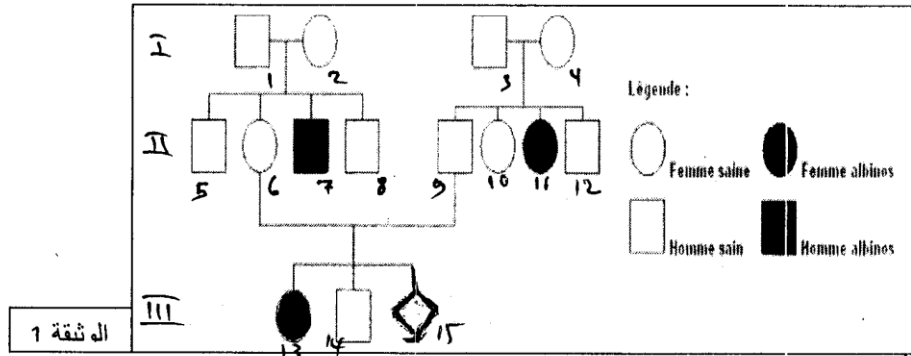 I
1 2 3 4
Légende :
II
5 6 7 8 9 10 11 12
Femme saine Femme albinos
Homme sain Homme albinos
III
13 14 15
الوثيقة 1